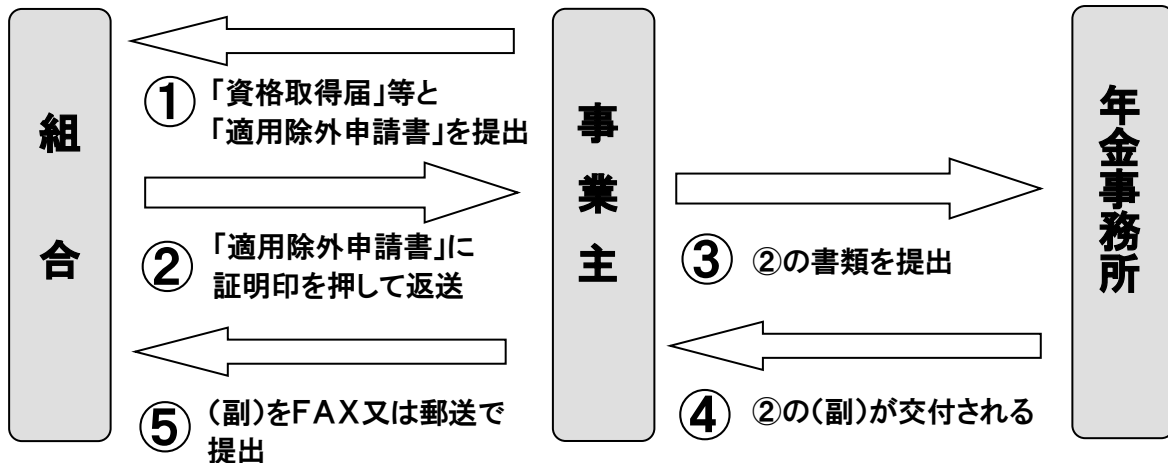 組合
①「資格取得届」等と
「適用除外申請書」を提出
②「適用除外申請書」に
証明印を押して返送
⑤(副)をFAX又は郵送で
提出
事業主
③ ②の書類を提出
④ ②の(副)が交付される
年金事務所